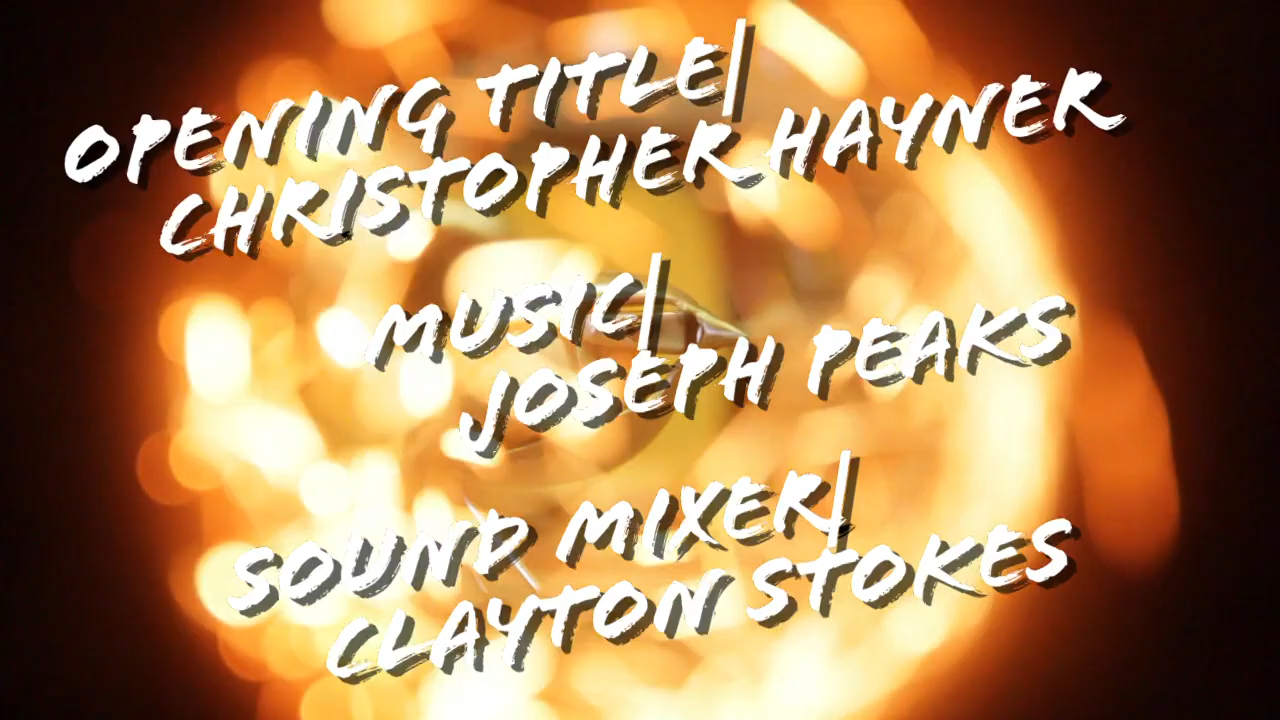 OPENING TITLE|
CHRISTOPHER HAYNER
MUSIC|
JOSEPH PEAKS
SOUND MIXER|
CLAYTON STOKES